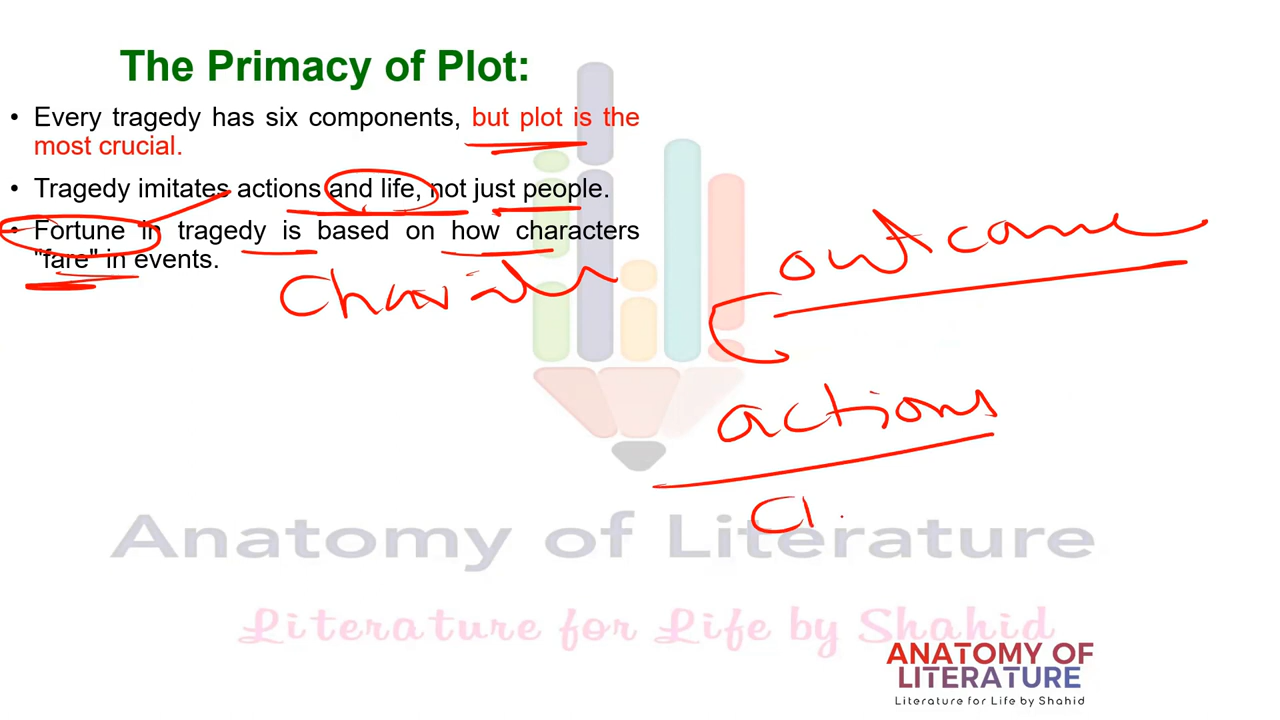 The Primacy of Plot:
• Every tragedy has six components, but plot is the
most crucial.
• Tragedy imitates actions and life, not just people.
• Fortune in tragedy is based on how characters
"fare" in events.
outcome
actions
Anatomy of Literature
Literature for Life by Shahid
ANATOMY OF
LITERATURE
Literature for Life by Shahid